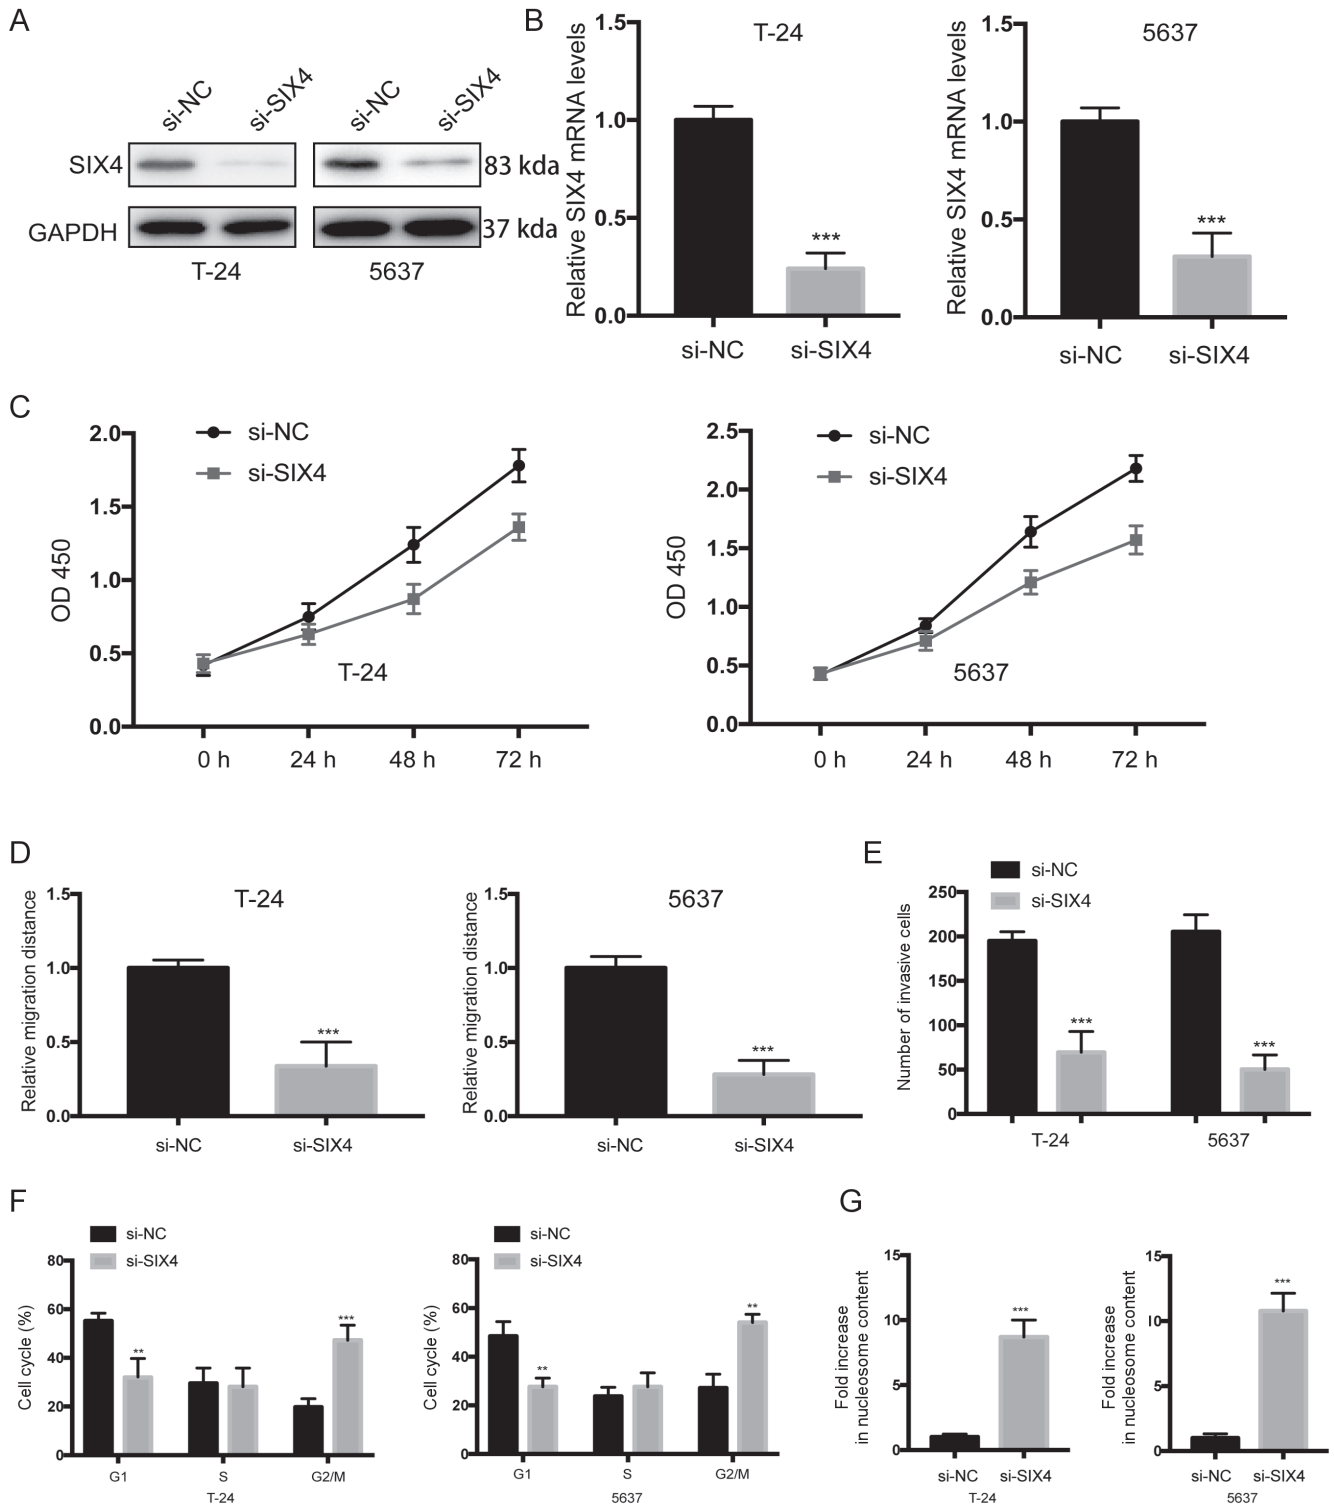 A
si-NC
si-SIX4
si-NC
si-SIX4
SIX4
83 kda
GAPDH
37 kda
T-24
5637
B
Relative SIX4 mRNA levels
1.5
1.0
0.5
0.0
T-24
***
si-NC
si-SIX4
Relative SIX4 mRNA levels
1.5
1.0
0.5
0.0
5637
***
si-NC
si-SIX4
C
OD 450
2.0
1.5
1.0
0.5
0.0
si-NC
si-SIX4
T-24
0 h
24 h
48 h
72 h
OD 450
2.5
2.0
1.5
1.0
0.5
0.0
si-NC
si-SIX4
5637
0 h
24 h
48 h
72 h
D
Relative migration distance
1.5
1.0
0.5
0.0
T-24
***
si-NC
si-SIX4
Relative migration distance
1.5
1.0
0.5
0.0
5637
***
si-NC
si-SIX4
E
si-NC
si-SIX4
Number of invasive cells
250
200
150
100
50
0
***
***
T-24
5637
F
si-NC
si-SIX4
Cell cycle (%)
80
60
40
20
0
**
***
G1
S
G2/M
T-24
si-NC
si-SIX4
Cell cycle (%)
80
60
40
20
0
**
**
G1
S
G2/M
5637
G
Fold increase
in nucleosome content
15
10
5
0
***
si-NC
si-SIX4
T-24
Fold increase
in nucleosome content
15
10
5
0
***
si-NC
si-SIX4
5637